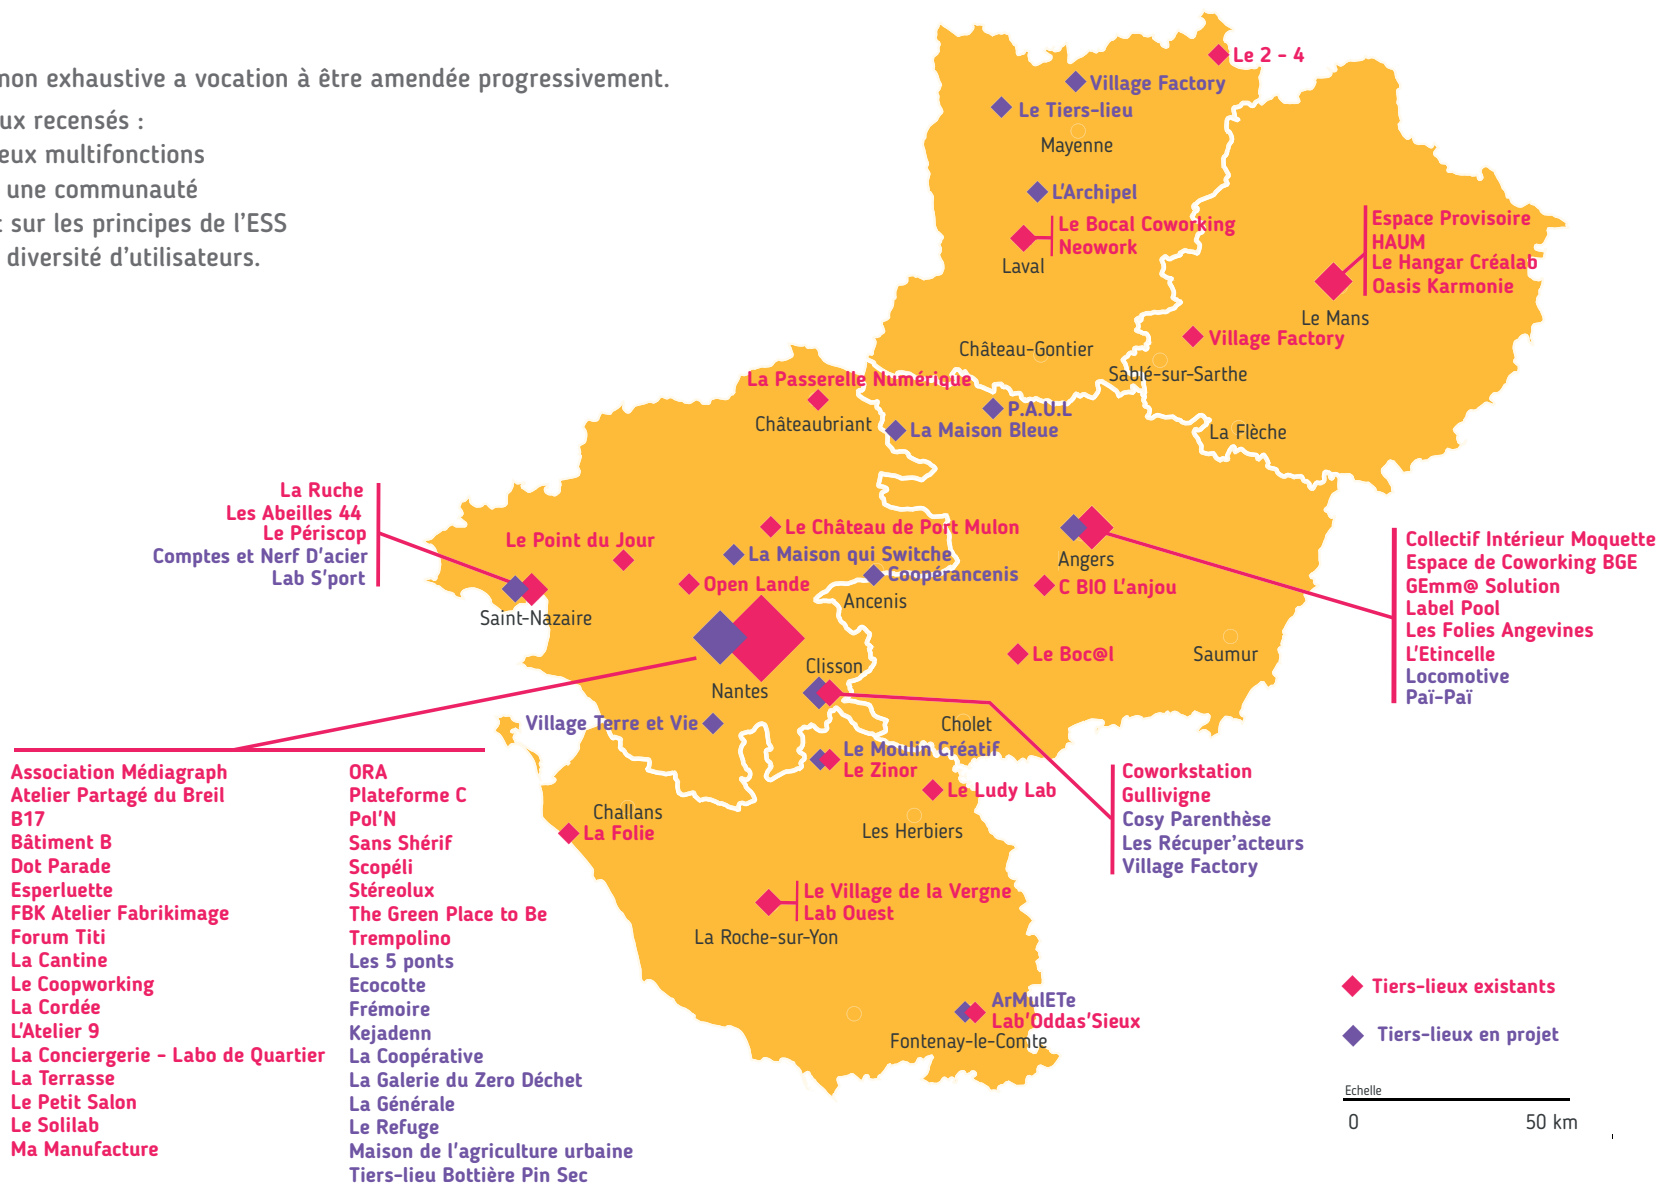 non exhaustive a vocation à être amendée progressivement.
ux recensés :
eux multifonctions
une communauté
sur les principes de l'ESS
diversité d'utilisateurs.
Le 2 - 4
Village Factory
Le Tiers-lieu
Mayenne
L'Archipel
Le Bocal Coworking
Neowork
Laval
Espace Provisoire
HAUM
Le Hangar Créalab
Oasis Karmonie
Le Mans
Village Factory
Château-Gontier
Sablé-sur-Sarthe
La Flèche
La Passerelle Numérique
Châteaubriant
P.A.U.L
La Maison Bleue
La Ruche
Les Abeilles 44
Le Périscop
Comptes et Nerf D'acier
Lab S'port
Saint-Nazaire
Le Point du Jour
Le Château de Port Mulon
La Maison qui Switche
Open Lande
Coopérancenis
Ancenis
Angers
C BIO L'anjou
Le Boc@l
Saumur
Collectif Intérieur Moquette
Espace de Coworking BGE
GEmm@ Solution
Label Pool
Les Folies Angevines
L'Etincelle
Locomotive
Paï-Paï
Clisson
Nantes
Village Terre et Vie
Cholet
Le Moulin Créatif
Le Zinor
Le Ludy Lab
Les Herbiers
Challans
La Folie
Coworkstation
Gullivigne
Cosy Parenthèse
Les Récuper'acteurs
Village Factory
Le Village de la Vergne
Lab Ouest
La Roche-sur-Yon
ArMulETe
Lab'Oddas'Sieux
Fontenay-le-Comte
Association Médiagraph
Atelier Partagé du Breil
B17
Bâtiment B
Dot Parade
Esperluette
FBK Atelier Fabrikimage
Forum Titi
La Cantine
Le Coopworking
La Cordée
L'Atelier 9
La Conciergerie - Labo de Quartier
La Terrasse
Le Petit Salon
Le Solilab
Ma Manufacture
ORA
Plateforme C
Pol'N
Sans Shérif
Scopéli
Stéreolux
The Green Place to Be
Trempolino
Les 5 ponts
Ecocotte
Frémoire
Kejadenn
La Coopérative
La Galerie du Zero Déchet
La Générale
Le Refuge
Maison de l'agriculture urbaine
Tiers-lieu Bottière Pin Sec
Tiers-lieux existants
Tiers-lieux en projet
Echelle
0 50 km